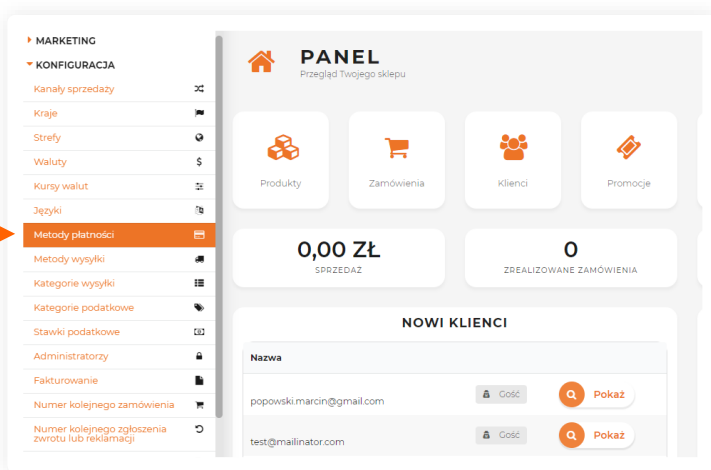 MARKETING
KONFIGURACJA
Kanały sprzedaży
Kraje
Strefy
Waluty
Kursy walut
Języki
Metody płatności
Metody wysyłki
Kategorie wysyłki
Kategorie podatkowe
Stawki podatkowe
Administratorzy
Fakturowanie
Numer kolejnego zamówienia
Numer kolejnego zgłoszenia
zwrotu lub reklamacji
PANEL
Przegląd Twojego sklepu
Produkty
Zamówienia
Klienci
Promocje
0,00 ZŁ
SPRZEDAŻ
0
ZREALIZOWANE ZAMÓWIENIA
NOWI KLIENCI
Nazwa
popowski.marcin@gmail.com Gość Pokaż
test@mailinator.com Gość Pokaż